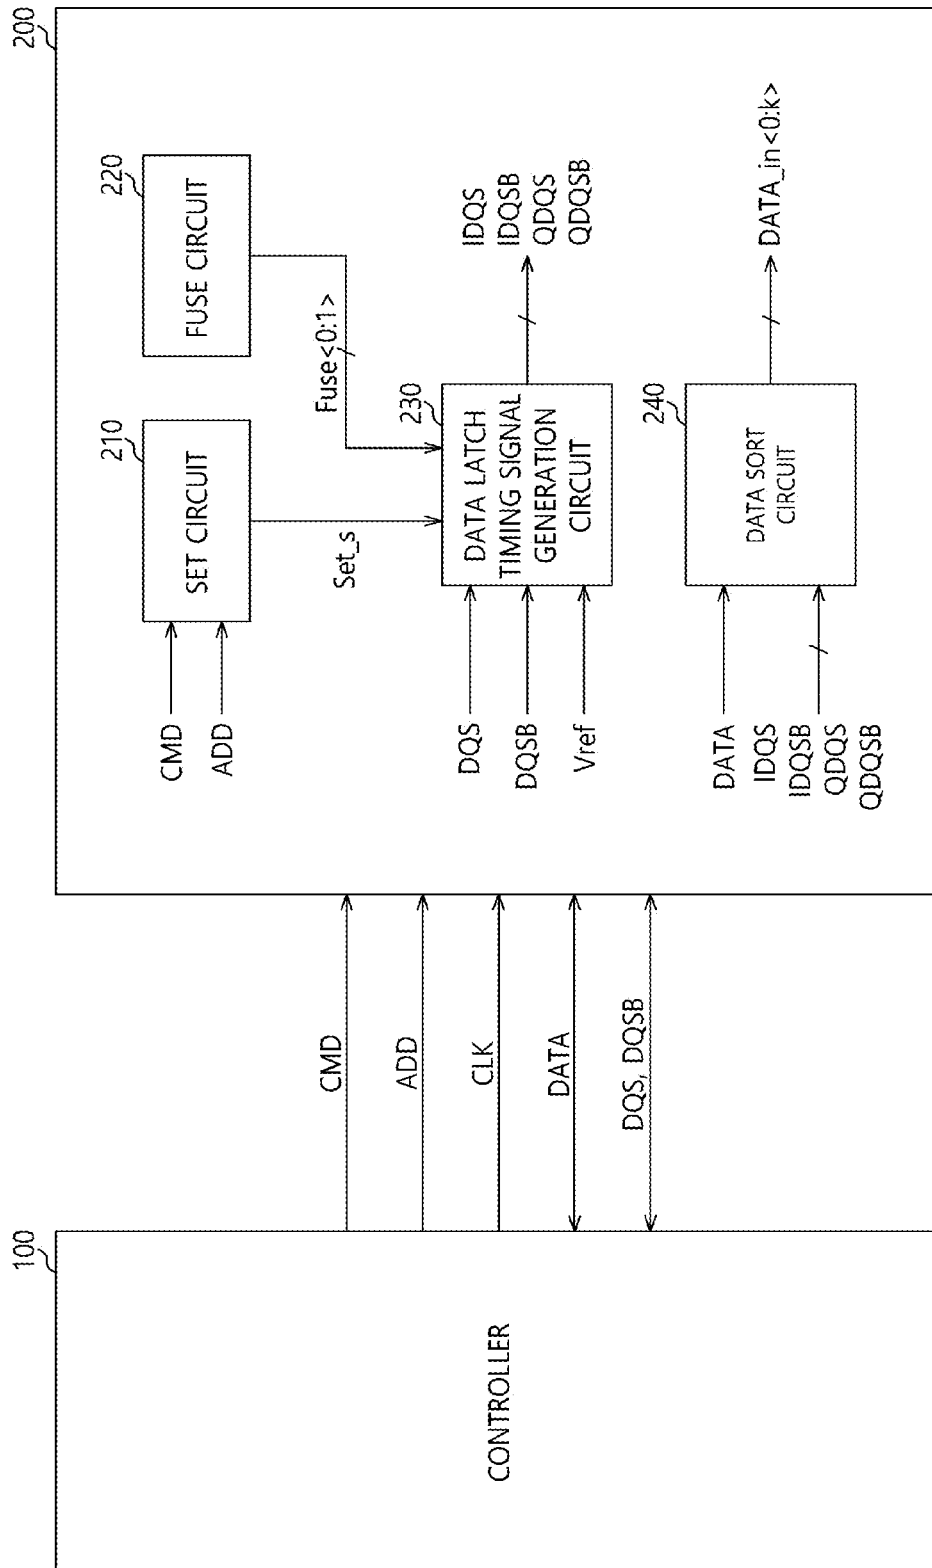 100
CONTROLLER
CMD
ADD
CLK
DATA
DQS, DQSB
200
CMD
ADD
210
SET CIRCUIT
220
FUSE CIRCUIT
Set_s
Fuse<0:1>
DQS
DQSB
Vref
230
DATA LATCH
TIMING SIGNAL
GENERATION
CIRCUIT
IDQS
IDQSB
QDQS
QDQSB
DATA
IDQS
IDQSB
QDQS
QDQSB
240
DATA SORT
CIRCUIT
DATA_in<0:k>